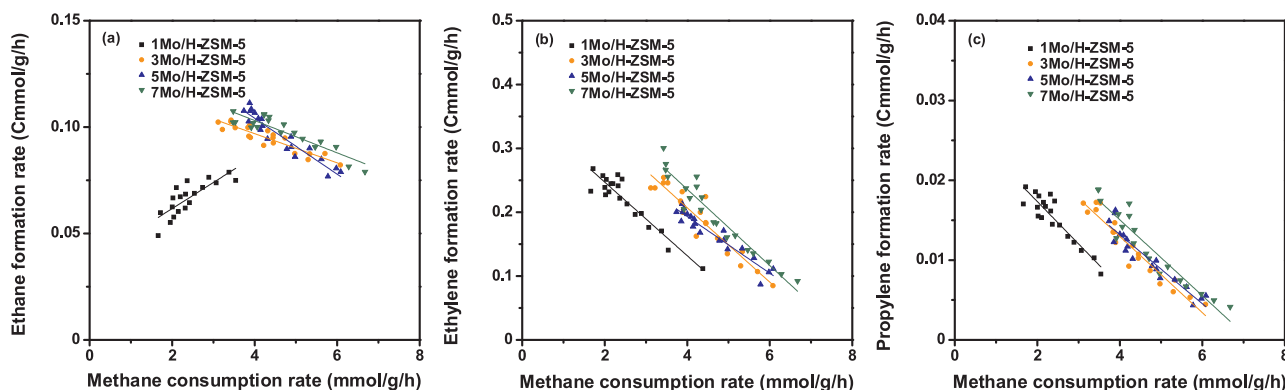 (a)
1Mo/H-ZSM-5
3Mo/H-ZSM-5
5Mo/H-ZSM-5
7Mo/H-ZSM-5
Ethane formation rate (Cmmol/g/h)
0.15
0.10
0.05
0.00
0
2
4
6
8
Methane consumption rate (mmol/g/h)
(b)
1Mo/H-ZSM-5
3Mo/H-ZSM-5
5Mo/H-ZSM-5
7Mo/H-ZSM-5
Ethylene formation rate (Cmmol/g/h)
0.5
0.4
0.3
0.2
0.1
0
0
2
4
6
8
Methane consumption rate (mmol/g/h)
(c)
1Mo/H-ZSM-5
3Mo/H-ZSM-5
5Mo/H-ZSM-5
7Mo/H-ZSM-5
Propylene formation rate (Cmmol/g/h)
0.04
0.03
0.02
0.01
0
0
2
4
6
8
Methane consumption rate (mmol/g/h)